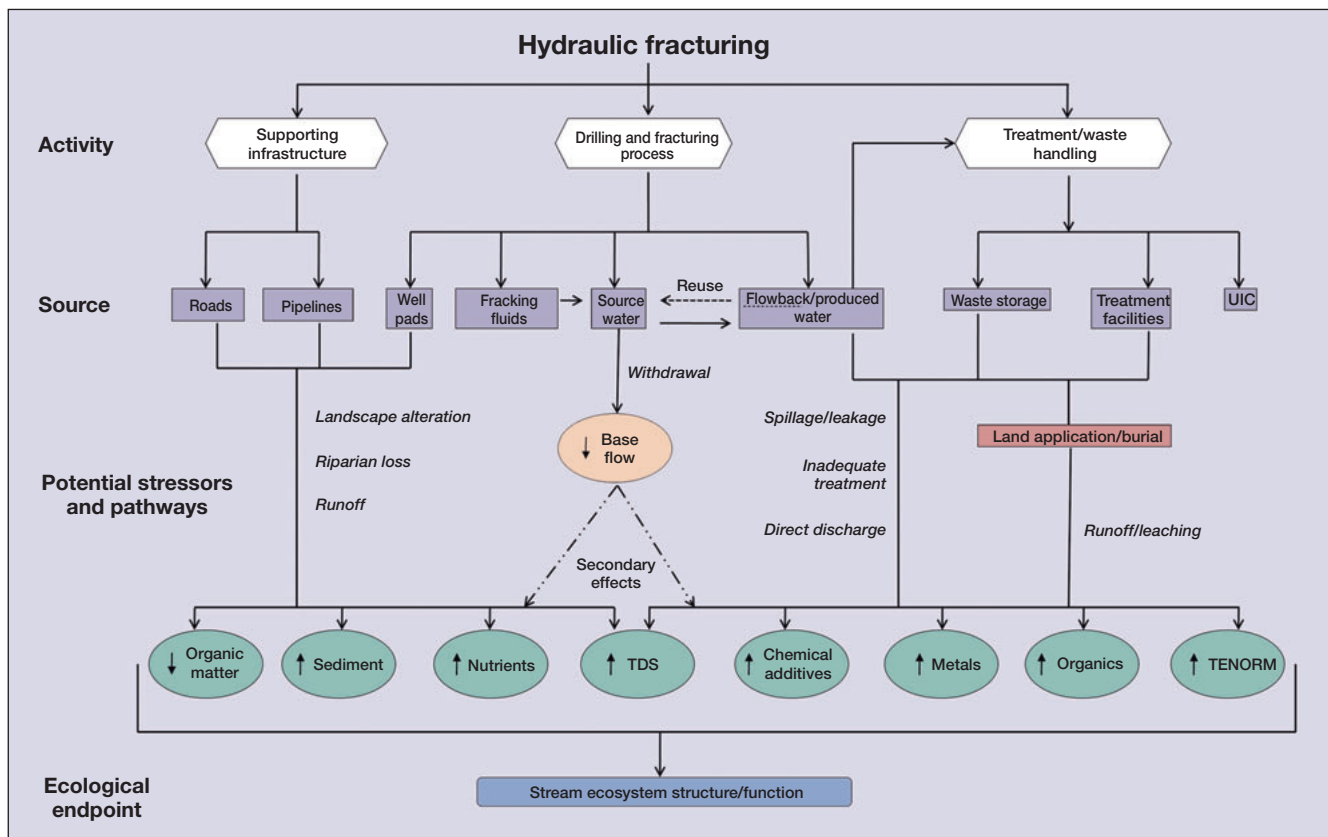 Hydraulic fracturing
Activity
Supporting
infrastructure
Drilling and fracturing
process
Treatment/waste
handling
Source
Roads
Pipelines
Well
pads
Fracking
fluids
Source
water
Reuse
Flowback/produced
water
Waste storage
Treatment
facilities
UIC
Withdrawal
Landscape alteration
Riparian loss
Runoff
Base
flow
Spillage/leakage
Inadequate
treatment
Direct discharge
Land application/burial
Runoff/leaching
Potential stressors
and pathways
Secondary
effects
Organic
matter
Sediment
Nutrients
TDS
Chemical
additives
Metals
Organics
TENORM
Ecological
endpoint
Stream ecosystem structure/function